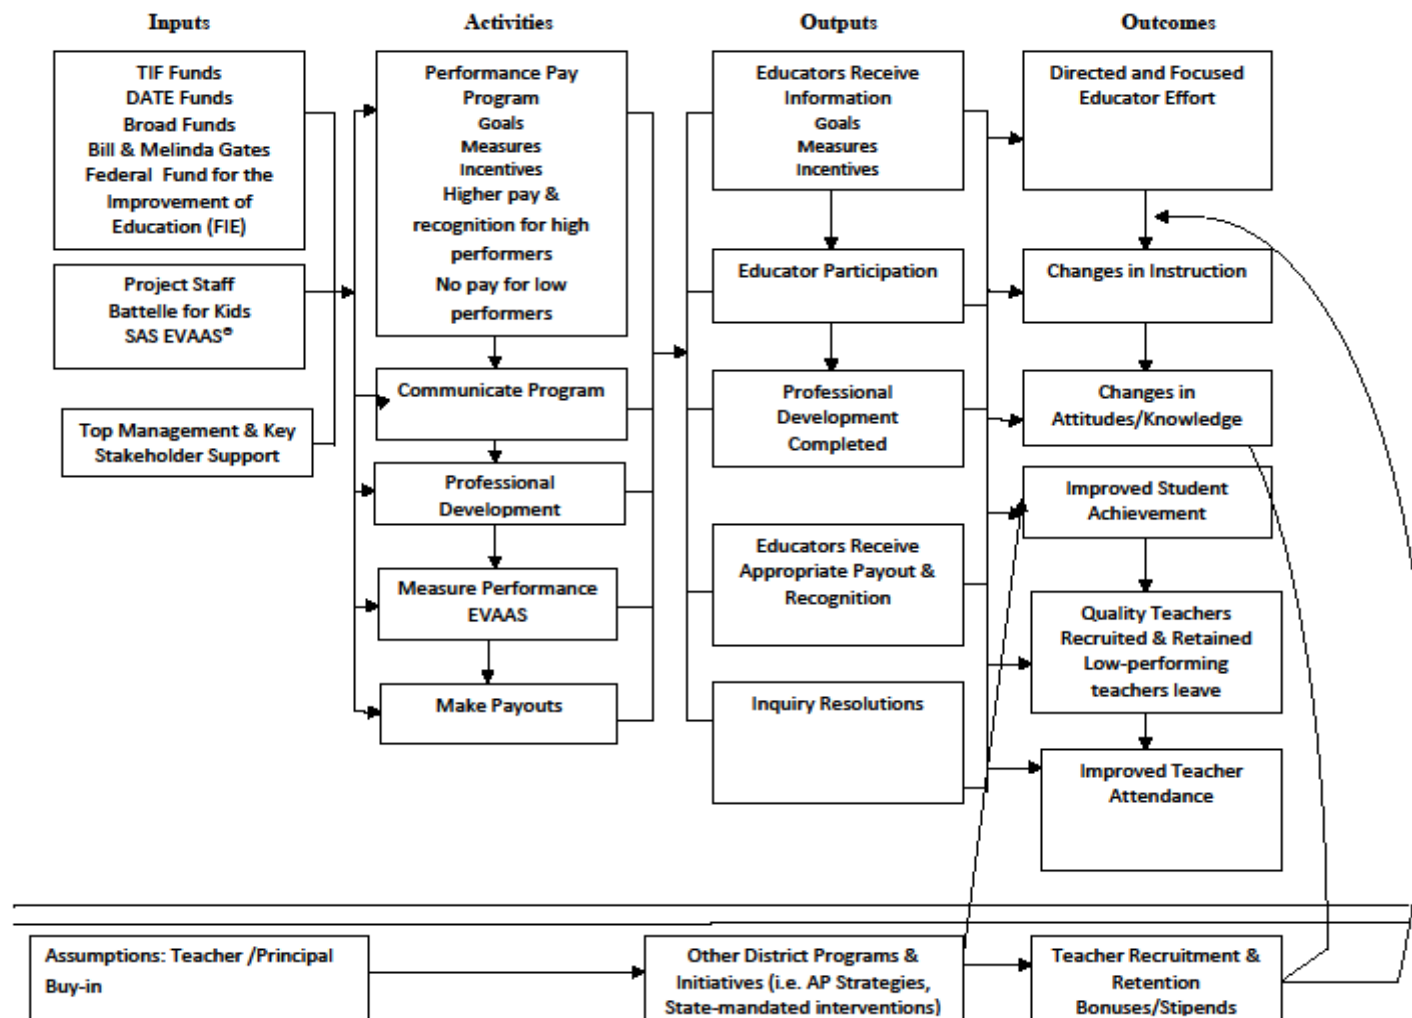 Inputs
Activities
Outputs
Outcomes
TIF Funds
DATE Funds
Broad Funds
Bill & Melinda Gates
Federal Fund for the
Improvement of
Education (FIE)
Project Staff
Battelle for Kids
SAS EVAAS®
Top Management & Key
Stakeholder Support
Performance Pay
Program
Goals
Measures
Incentives
Higher pay &
recognition for high
performers
No pay for low
performers
Communicate Program
Professional
Development
Measure Performance
EVAAS
Make Payouts
Educators Receive
Information
Goals
Measures
Incentives
Educator Participation
Professional
Development
Completed
Educators Receive
Appropriate Payout &
Recognition
Inquiry Resolutions
Directed and Focused
Educator Effort
Changes in Instruction
Changes in
Attitudes/Knowledge
Improved Student
Achievement
Quality Teachers
Recruited & Retained
Low-performing
teachers leave
Improved Teacher
Attendance
Assumptions: Teacher /Principal
Buy-in
Other District Programs &
Initiatives (i.e. AP Strategies,
State-mandated interventions)
Teacher Recruitment &
Retention
Bonuses/Stipends